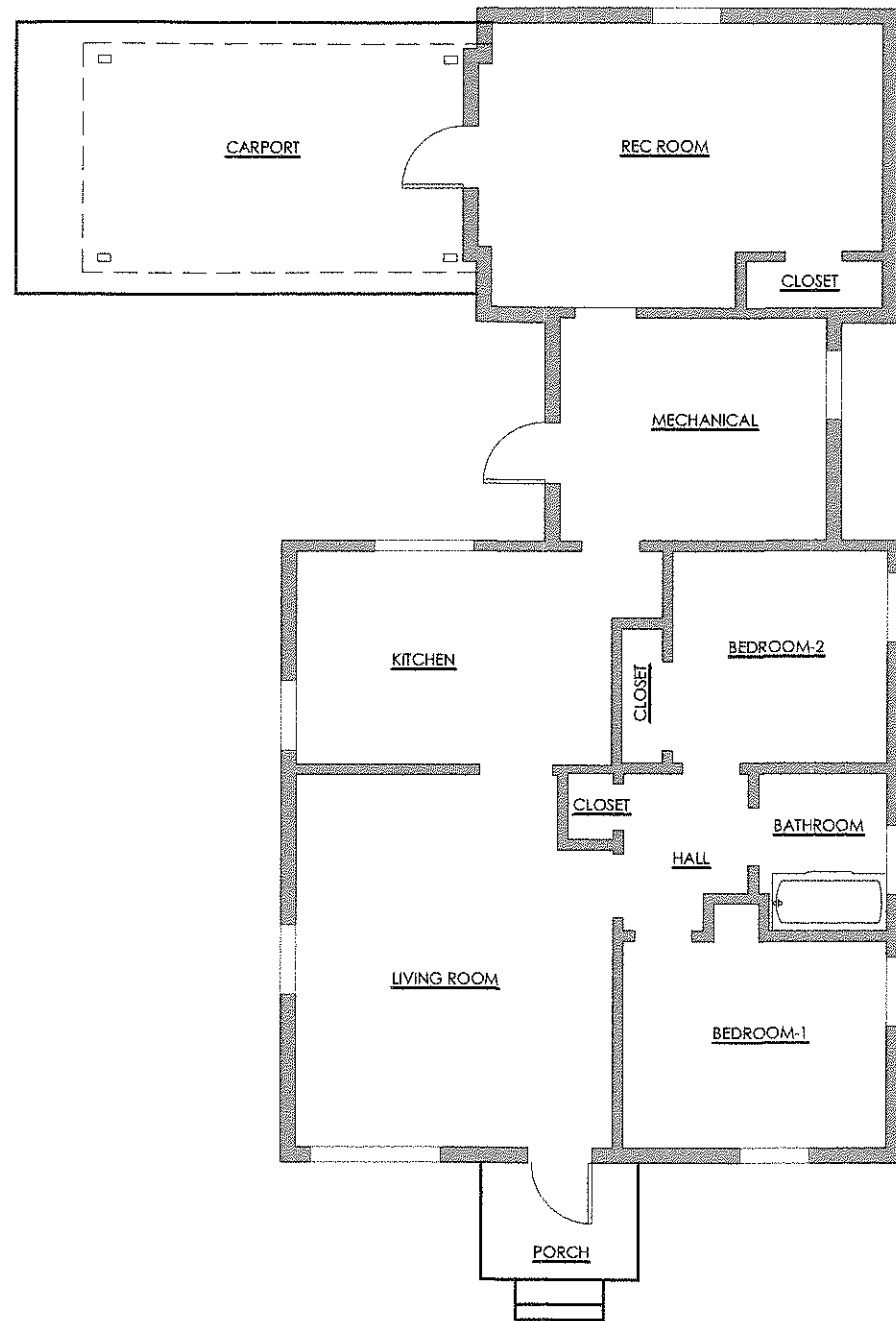 CARPORT
REC ROOM
CLOSET
MECHANICAL
KITCHEN
BEDROOM-2
CLOSET
CLOSET
BATHROOM
HALL
LIVING ROOM
BEDROOM-1
PORCH